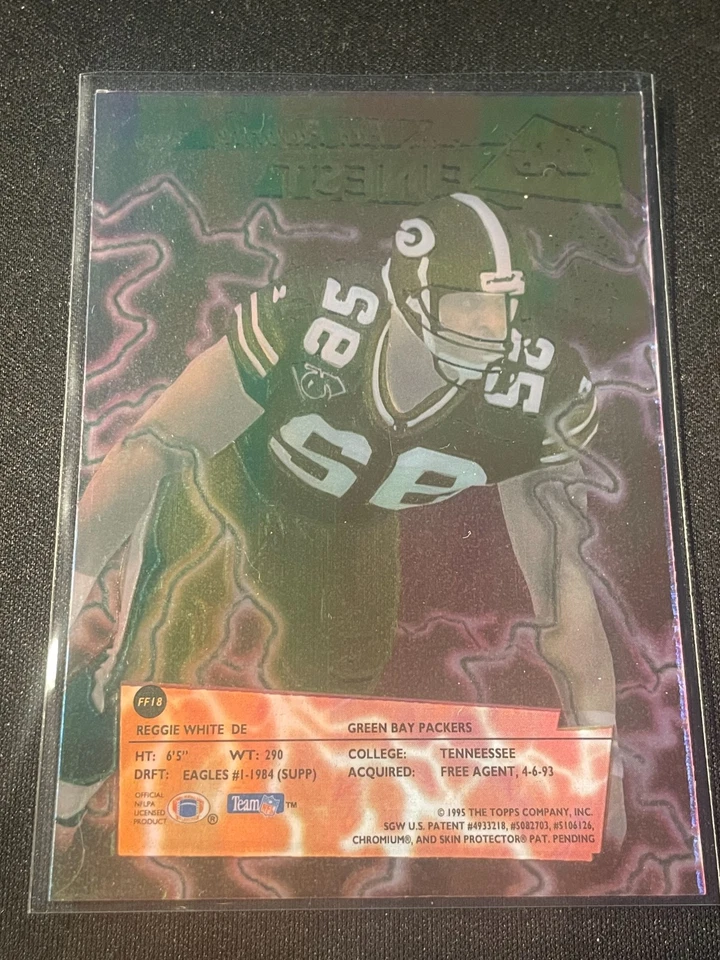 FF18
REGGIE WHITE DE GREEN BAY PACKERS
HT: 6'5" WT: 290 COLLEGE: TENNEESSEE
DRFT: EAGLES #1-1984 (SUPP) ACQUIRED: FREE AGENT, 4-6-93
OFFICIAL
NFLPA
LICENSED
PRODUCT
®
Team NFL ™
© 1995 THE TOPPS COMPANY, INC.
SGW U.S. PATENT #4933218, #5082703, #5106126,
CHROMIUM®, AND SKIN PROTECTOR® PAT. PENDING